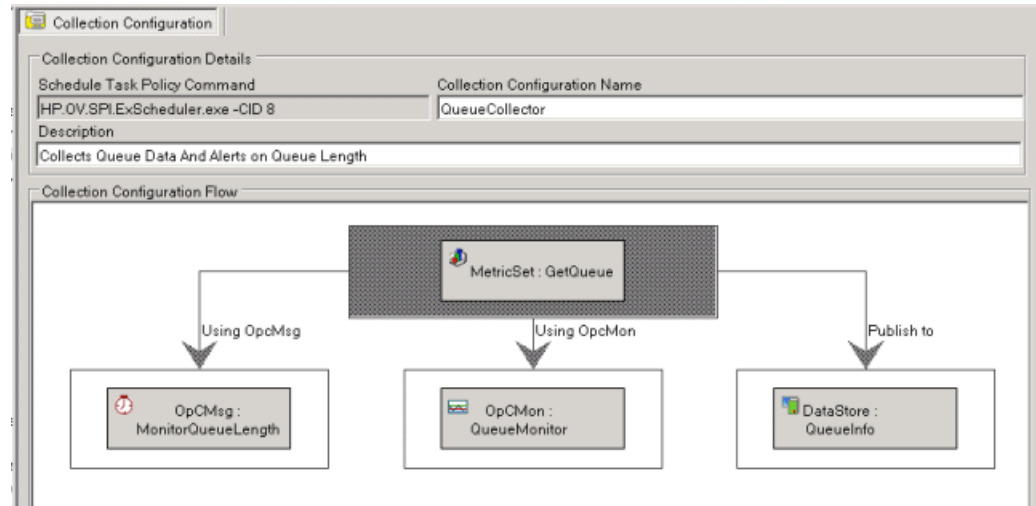 Collection Configuration
Collection Configuration Details
Schedule Task Policy Command
Collection Configuration Name
HP.OV.SPI.ExScheduler.exe -CID 8
QueueCollector
Description
Collects Queue Data And Alerts on Queue Length
Collection Configuration Flow
MetricSet : GetQueue
Using OpcMsg
Using OpcMon
Publish to
OpCMsg :
MonitorQueueLength
OpCMon :
QueueMonitor
DataStore :
QueueInfo